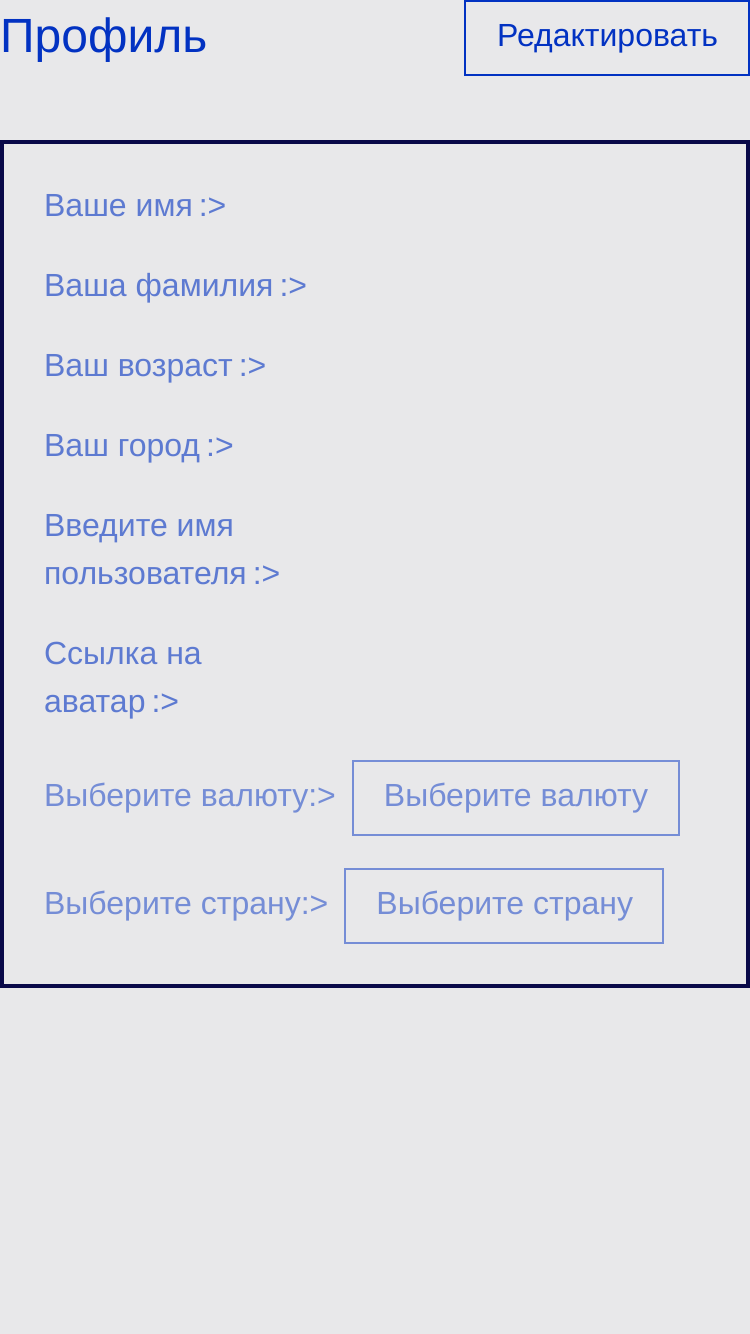 Профиль
Редактировать
Ваше имя :>
Ваша фамилия :>
Ваш возраст :>
Ваш город :>
Введите имя
пользователя :>
Ссылка на
аватар :>
Выберите валюту:>
Выберите валюту
Выберите страну:>
Выберите страну